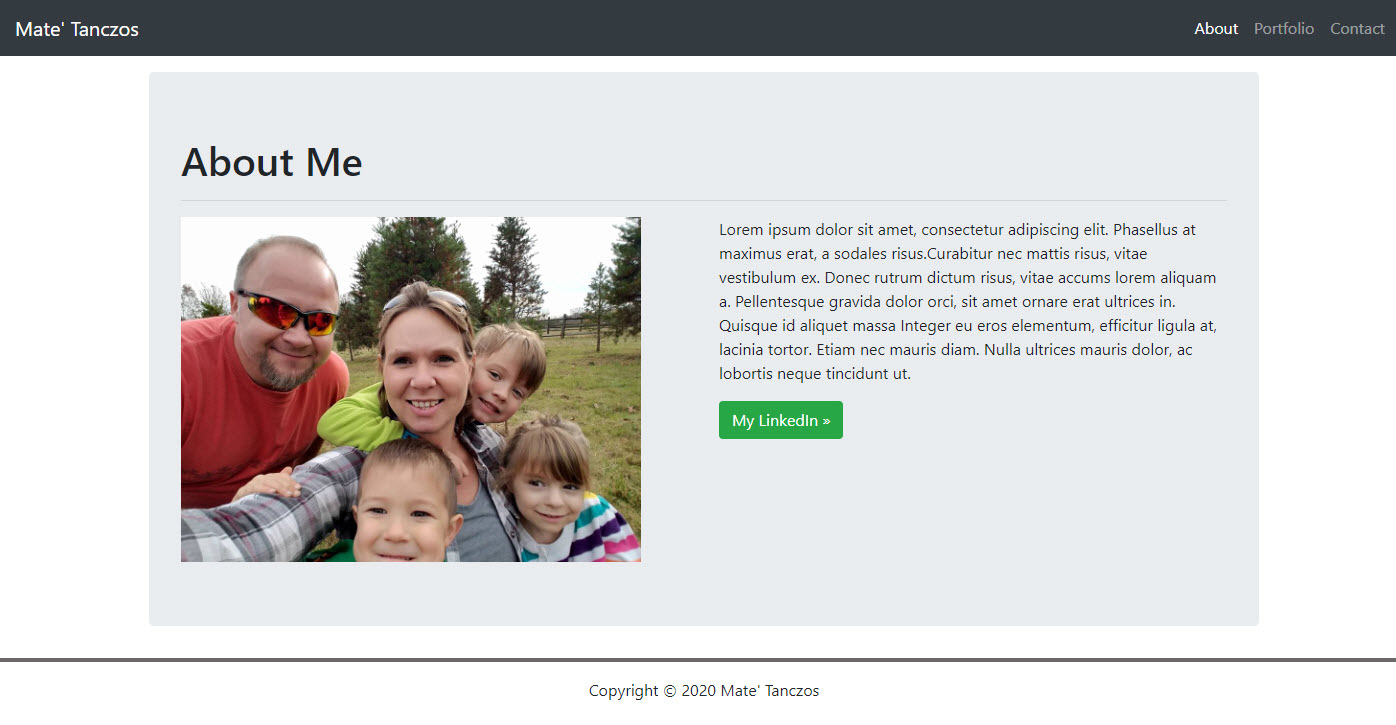 Mate' Tanczos
About Portfolio Contact
About Me
Lorem ipsum dolor sit amet, consectetur adipiscing elit. Phasellus at
maximus erat, a sodales risus.Curabitur nec mattis risus, vitae
vestibulum ex. Donec rutrum dictum risus, vitae accums lorem aliquam
a. Pellentesque gravida dolor orci, sit amet ornare erat ultrices in.
Quisque id aliquet massa Integer eu eros elementum, efficitur ligula at,
lacinia tortor. Etiam nec mauris diam. Nulla ultrices mauris dolor, ac
lobortis neque tincidunt ut.
My LinkedIn »
Copyright © 2020 Mate' Tanczos